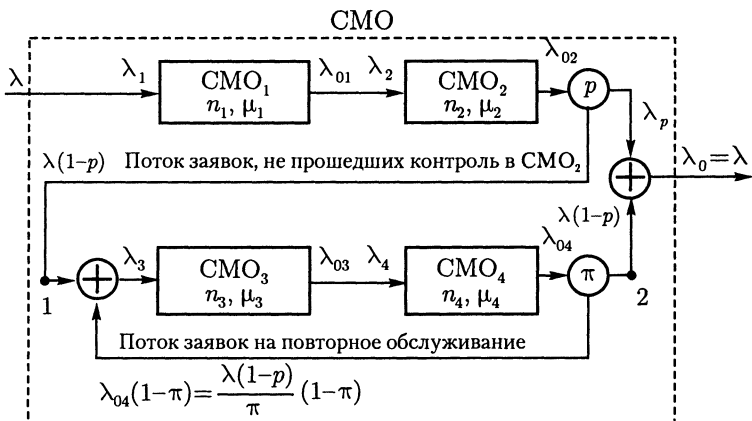 СМО
λ λ₁ СМО₁ λ₀₁ λ₂ СМО₂ λ₀₂ p
n₁, μ₁ n₂, μ₂
λₚ
λ(1−p) Поток заявок, не прошедших контроль в СМО₂
λ₀=λ
λ(1−p)
λ₃ СМО₃ λ₀₃ λ₄ СМО₄ λ₀₄ π
n₃, μ₃ n₄, μ₄
1 2
Поток заявок на повторное обслуживание
λ₀₄(1−π)=λ(1−p)/π (1−π)